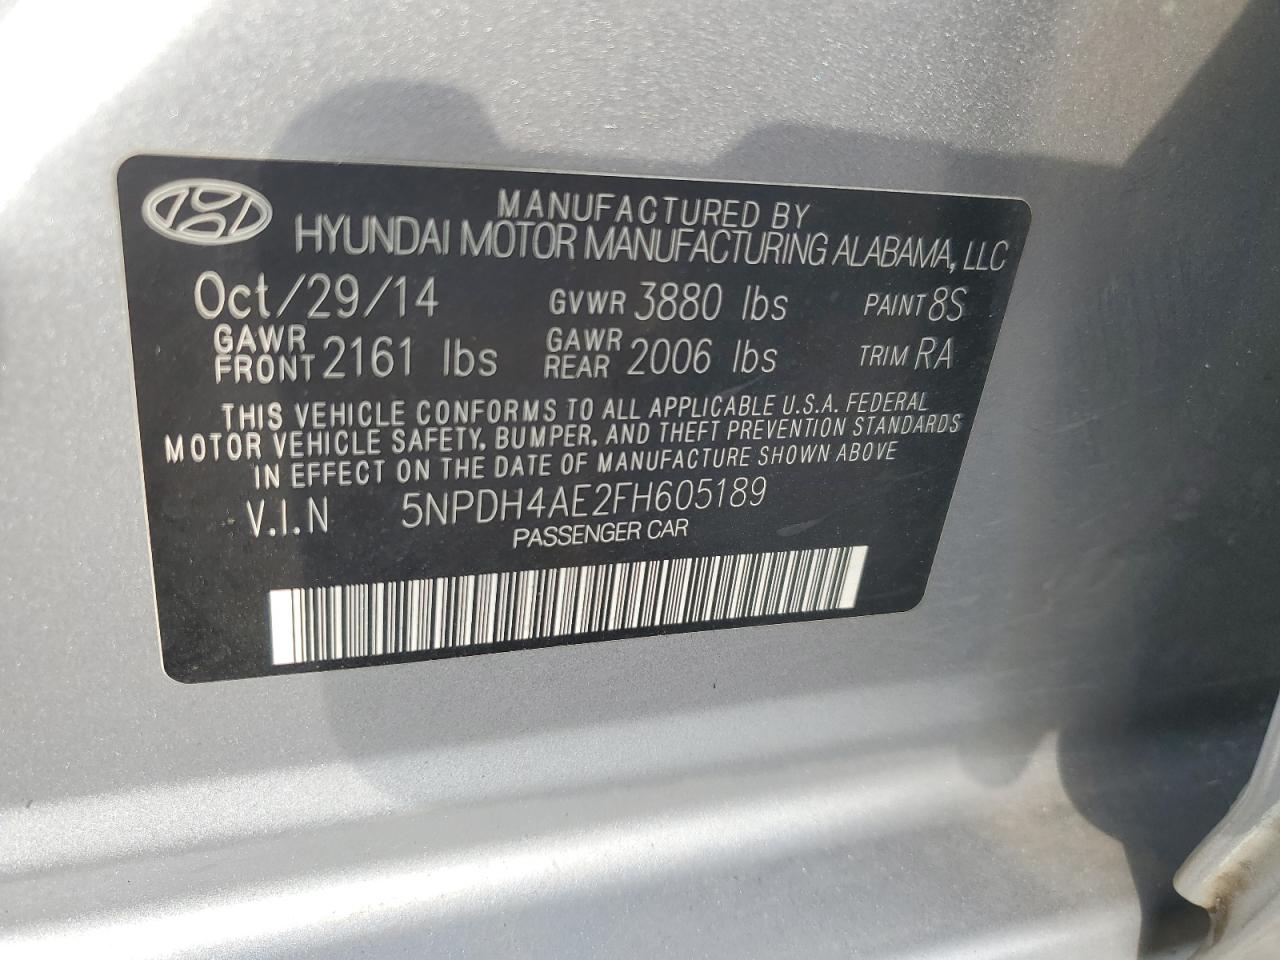 MANUFACTURED BY
HYUNDAI MOTOR MANUFACTURING ALABAMA, LLC
Oct/29/14 GVWR 3880 lbs PAINT 8S
GAWR FRONT 2161 lbs GAWR REAR 2006 lbs TRIM RA
THIS VEHICLE CONFORMS TO ALL APPLICABLE U.S.A. FEDERAL
MOTOR VEHICLE SAFETY, BUMPER, AND THEFT PREVENTION STANDARDS
IN EFFECT ON THE DATE OF MANUFACTURE SHOWN ABOVE
V.I.N 5NPDH4AE2FH605189
PASSENGER CAR